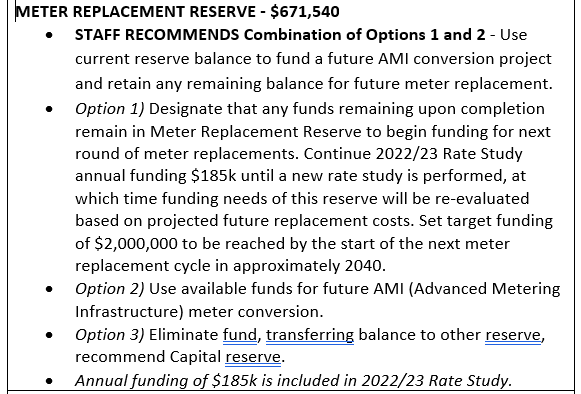 METER REPLACEMENT RESERVE - $671,540
• STAFF RECOMMENDS Combination of Options 1 and 2 - Use
current reserve balance to fund a future AMI conversion project
and retain any remaining balance for future meter replacement.
• Option 1) Designate that any funds remaining upon completion
remain in Meter Replacement Reserve to begin funding for next
round of meter replacements. Continue 2022/23 Rate Study
annual funding $185k until a new rate study is performed, at
which time funding needs of this reserve will be re-evaluated
based on projected future replacement costs. Set target funding
of $2,000,000 to be reached by the start of the next meter
replacement cycle in approximately 2040.
• Option 2) Use available funds for future AMI (Advanced Metering
Infrastructure) meter conversion.
• Option 3) Eliminate fund, transferring balance to other reserve,
recommend Capital reserve.
• Annual funding of $185k is included in 2022/23 Rate Study.